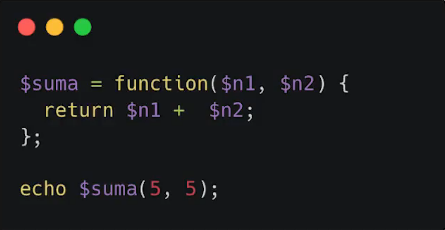 $suma = function($n1, $n2) {
  return $n1 +  $n2;
};

echo $suma(5, 5);